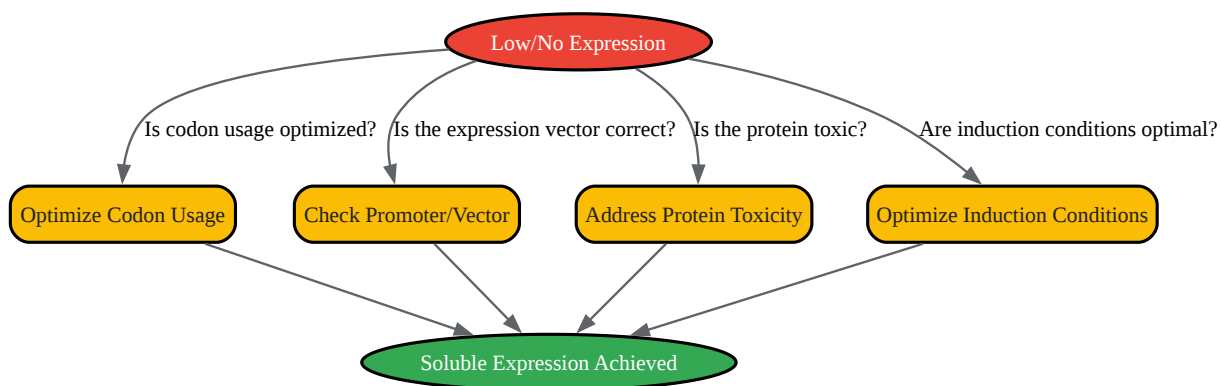 Low/No Expression
Is codon usage optimized?
Is the expression vector correct?
Is the protein toxic?
Are induction conditions optimal?
Optimize Codon Usage
Check Promoter/Vector
Address Protein Toxicity
Optimize Induction Conditions
Soluble Expression Achieved